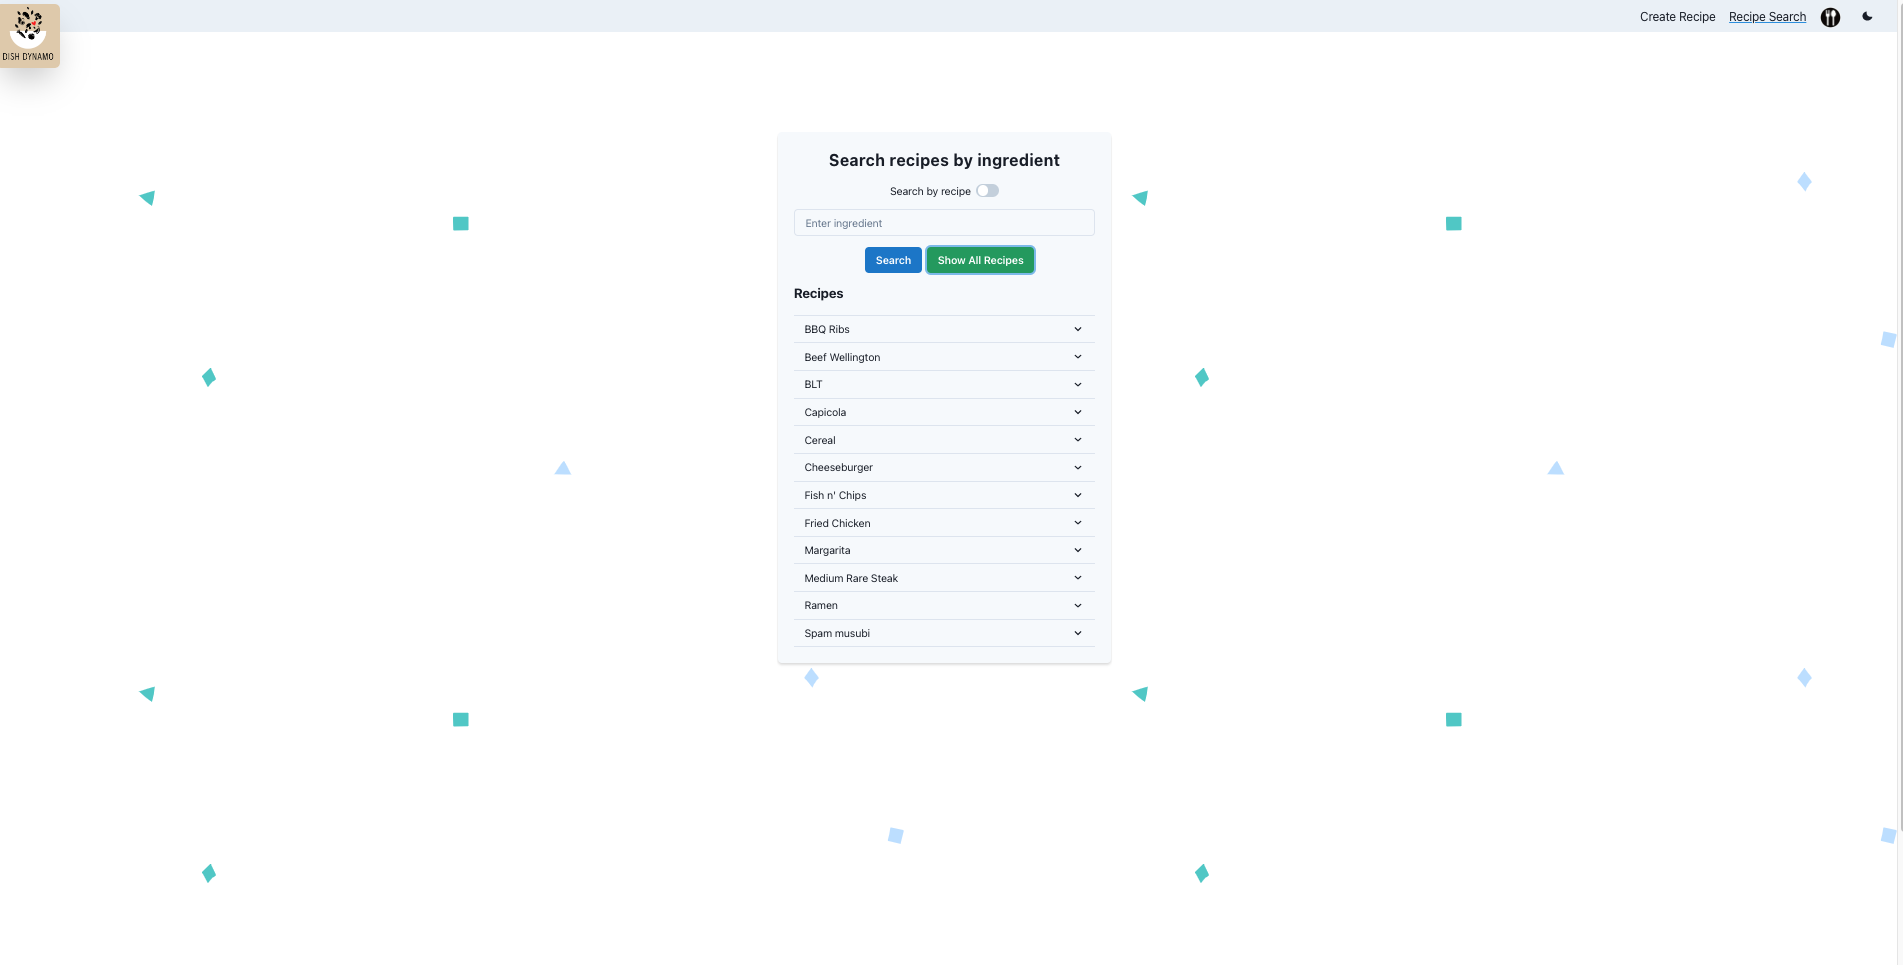 DISH DYNAMO
Create Recipe Recipe Search
Search recipes by ingredient
Search by recipe
Enter ingredient
Search Show All Recipes
Recipes
BBQ Ribs
Beef Wellington
BLT
Capicola
Cereal
Cheeseburger
Fish n' Chips
Fried Chicken
Margarita
Medium Rare Steak
Ramen
Spam musubi